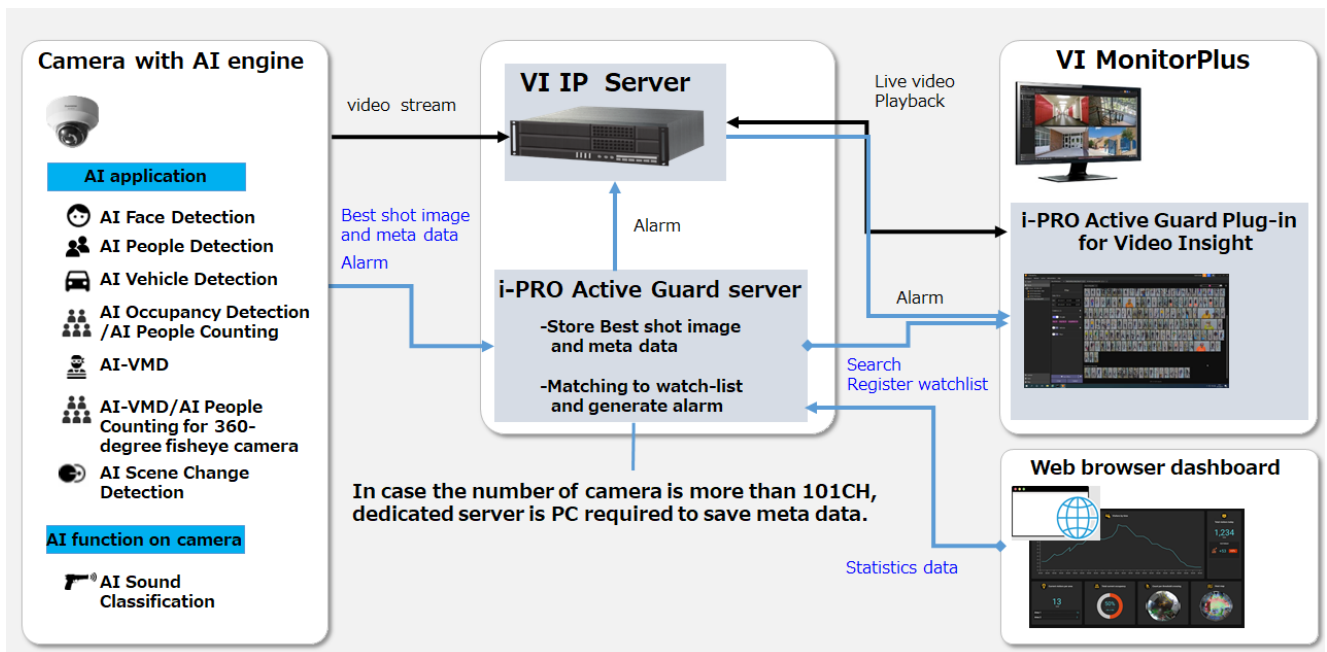 Camera with AI engine
AI application
AI Face Detection
AI People Detection
AI Vehicle Detection
AI Occupancy Detection
/AI People Counting
AI-VMD
AI-VMD/AI People
Counting for 360-
degree fisheye camera
AI Scene Change
Detection
AI function on camera
AI Sound
Classification
video stream
Best shot image
and meta data
Alarm
VI IP Server
Alarm
i-PRO Active Guard server
-Store Best shot image
and meta data
-Matching to watch-list
and generate alarm
In case the number of camera is more than 101CH,
dedicated server is PC required to save meta data.
Live video
Playback
Alarm
Search
Register watchlist
Statistics data
VI MonitorPlus
i-PRO Active Guard Plug-in
for Video Insight
Web browser dashboard
1,234
13
50%